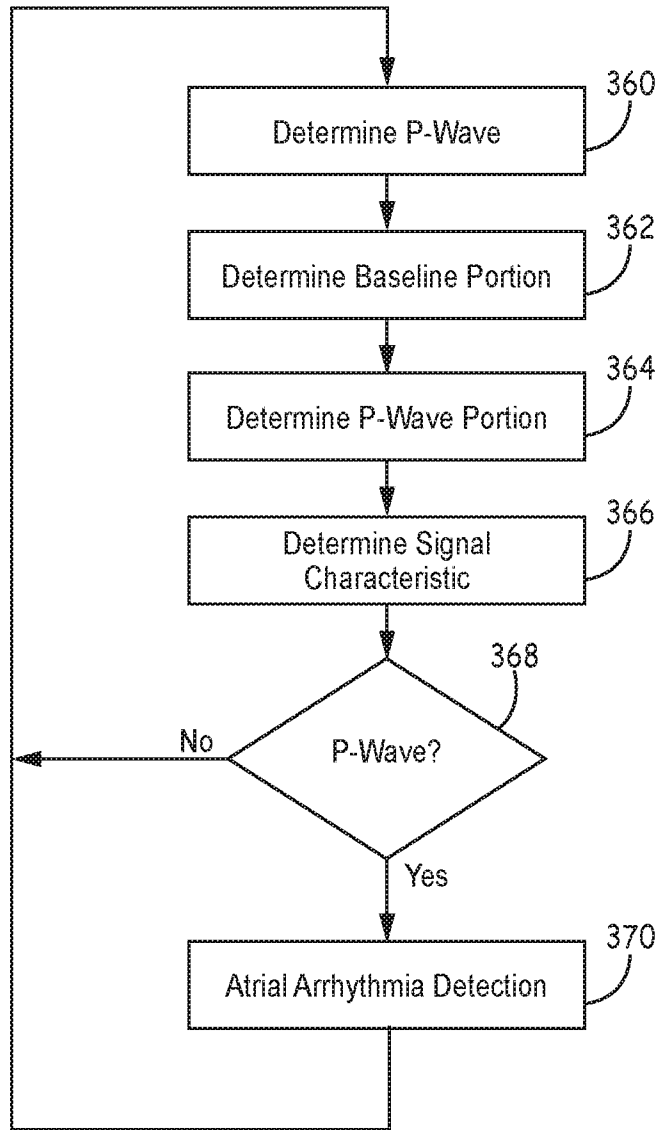 360
Determine P-Wave
362
Determine Baseline Portion
364
Determine P-Wave Portion
366
Determine Signal
Characteristic
368
P-Wave?
No
Yes
370
Atrial Arrhythmia Detection